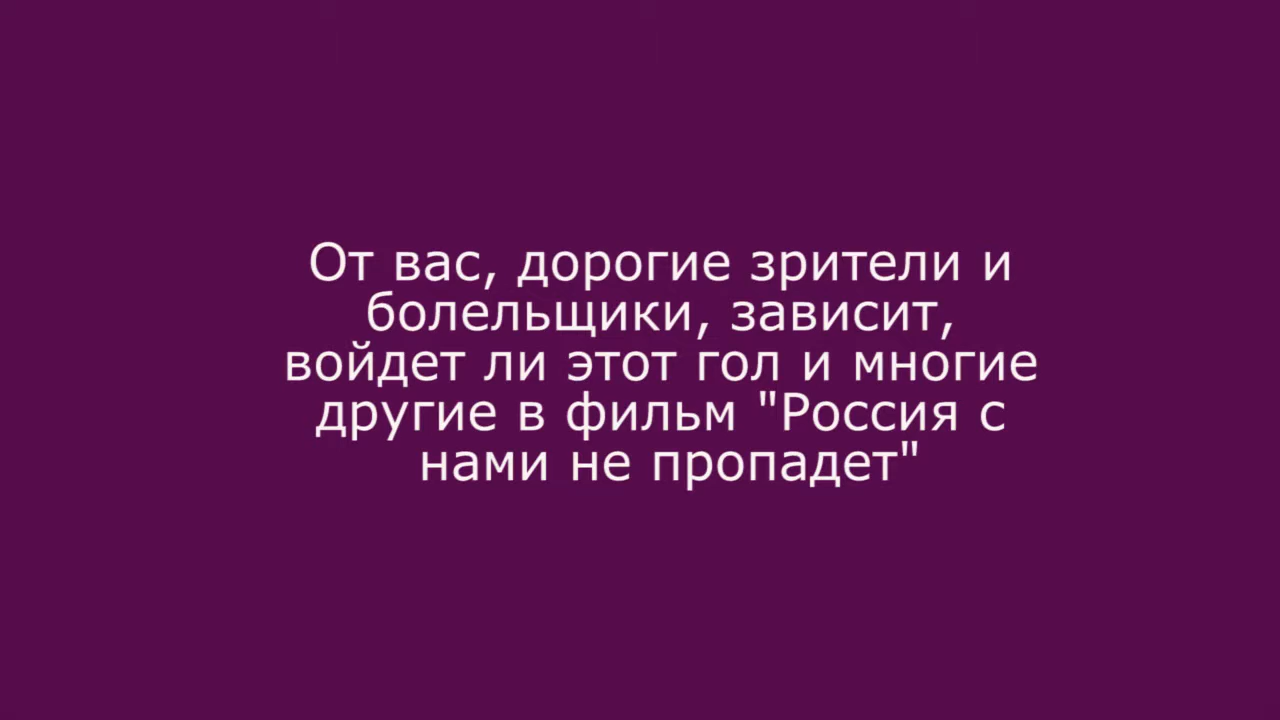 От вас, дорогие зрители и
болельщики, зависит,
войдет ли этот гол и многие
другие в фильм "Россия с
нами не пропадет"